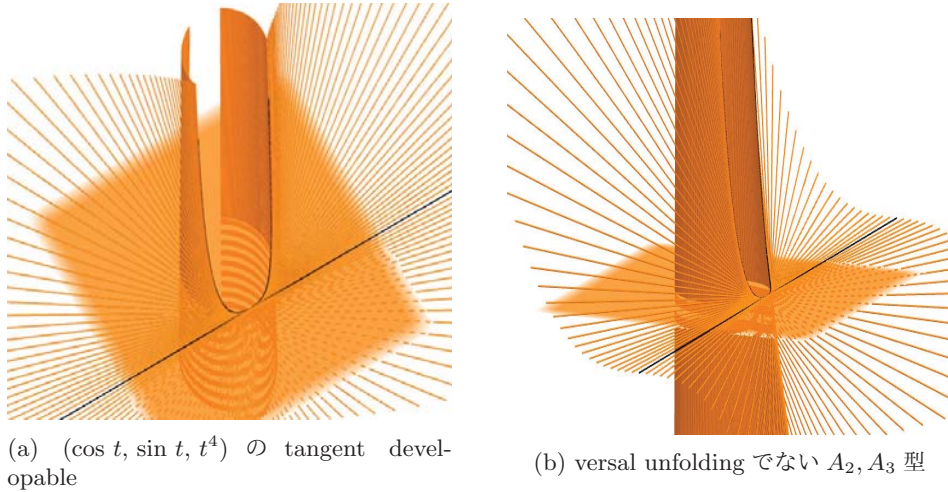 (a) (cos t, sin t, t⁴) の tangent devel-
opable
(b) versal unfolding でない A₂, A₃ 型